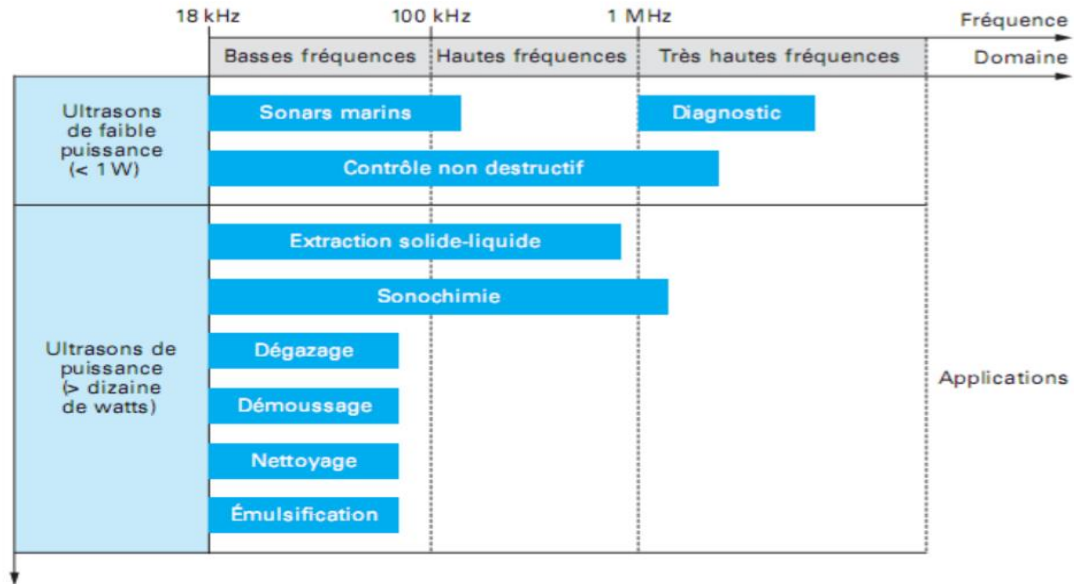 18 kHz 100 kHz 1 MHz Fréquence
Basses fréquences Hautes fréquences Très hautes fréquences Domaine
Ultrasons
de faible
puissance
(< 1 W)
Sonars marins Diagnostic
Contrôle non destructif
Ultrasons de
puissance
(> dizaine
de watts)
Extraction solide-liquide
Sonochimie
Dégazage
Démoussage
Nettoyage
Émulsification
Applications